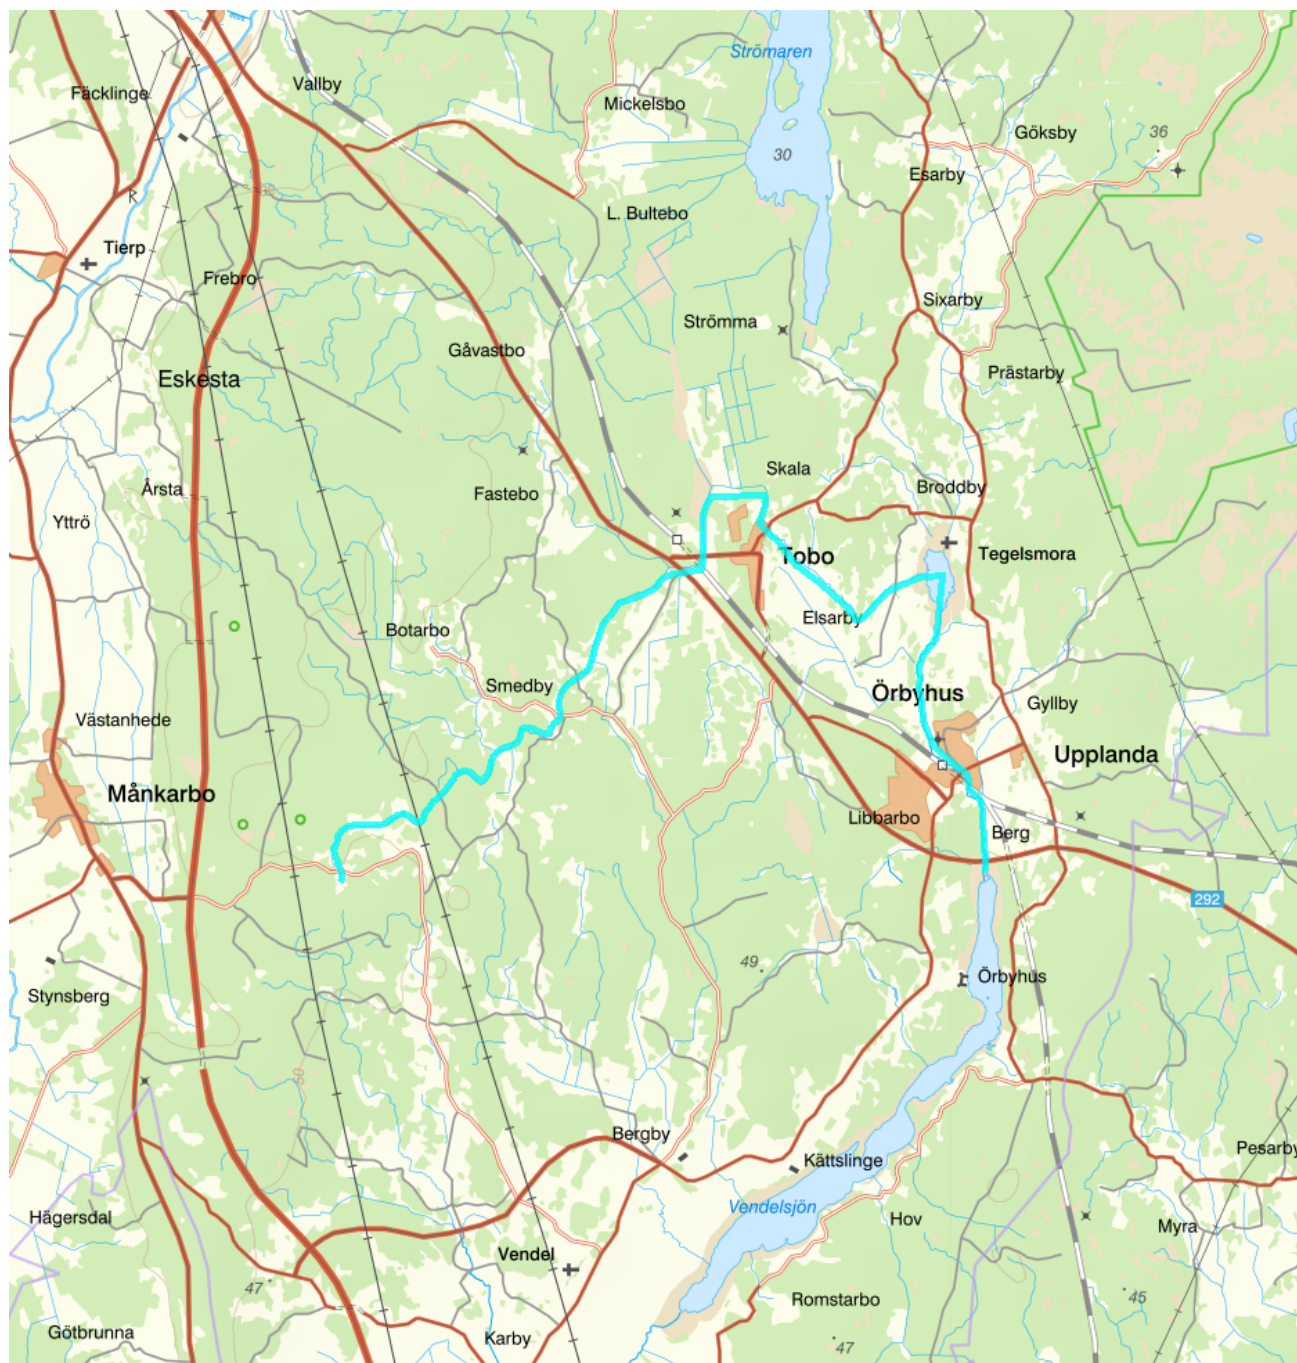 Strömaren
Vallby
Fäcklinge
Mickelsbo
Göksby
36
30
Esarby
L. Bultebo
R
Tierp
Frebro
Sixarby
Strömma
Gåvastbo
Prästarby
Eskesta
Skala
Årsta
Fastebo
Broddby
Yttrö
Tobo
Tegelsmora
Elsarby
Botarbo
Smedby
Örbyhus
Gyllby
Västanhede
Upplanda
Månkarbo
Libbarbo
Berg
292
49
Örbyhus
Stynsberg
50
Bergby
Pesarby
Kättslinge
Vendelsjön
Hägersdal
Hov
Myra
Vendel
47
Romstarbo
45
Götbrunna
Karby
47